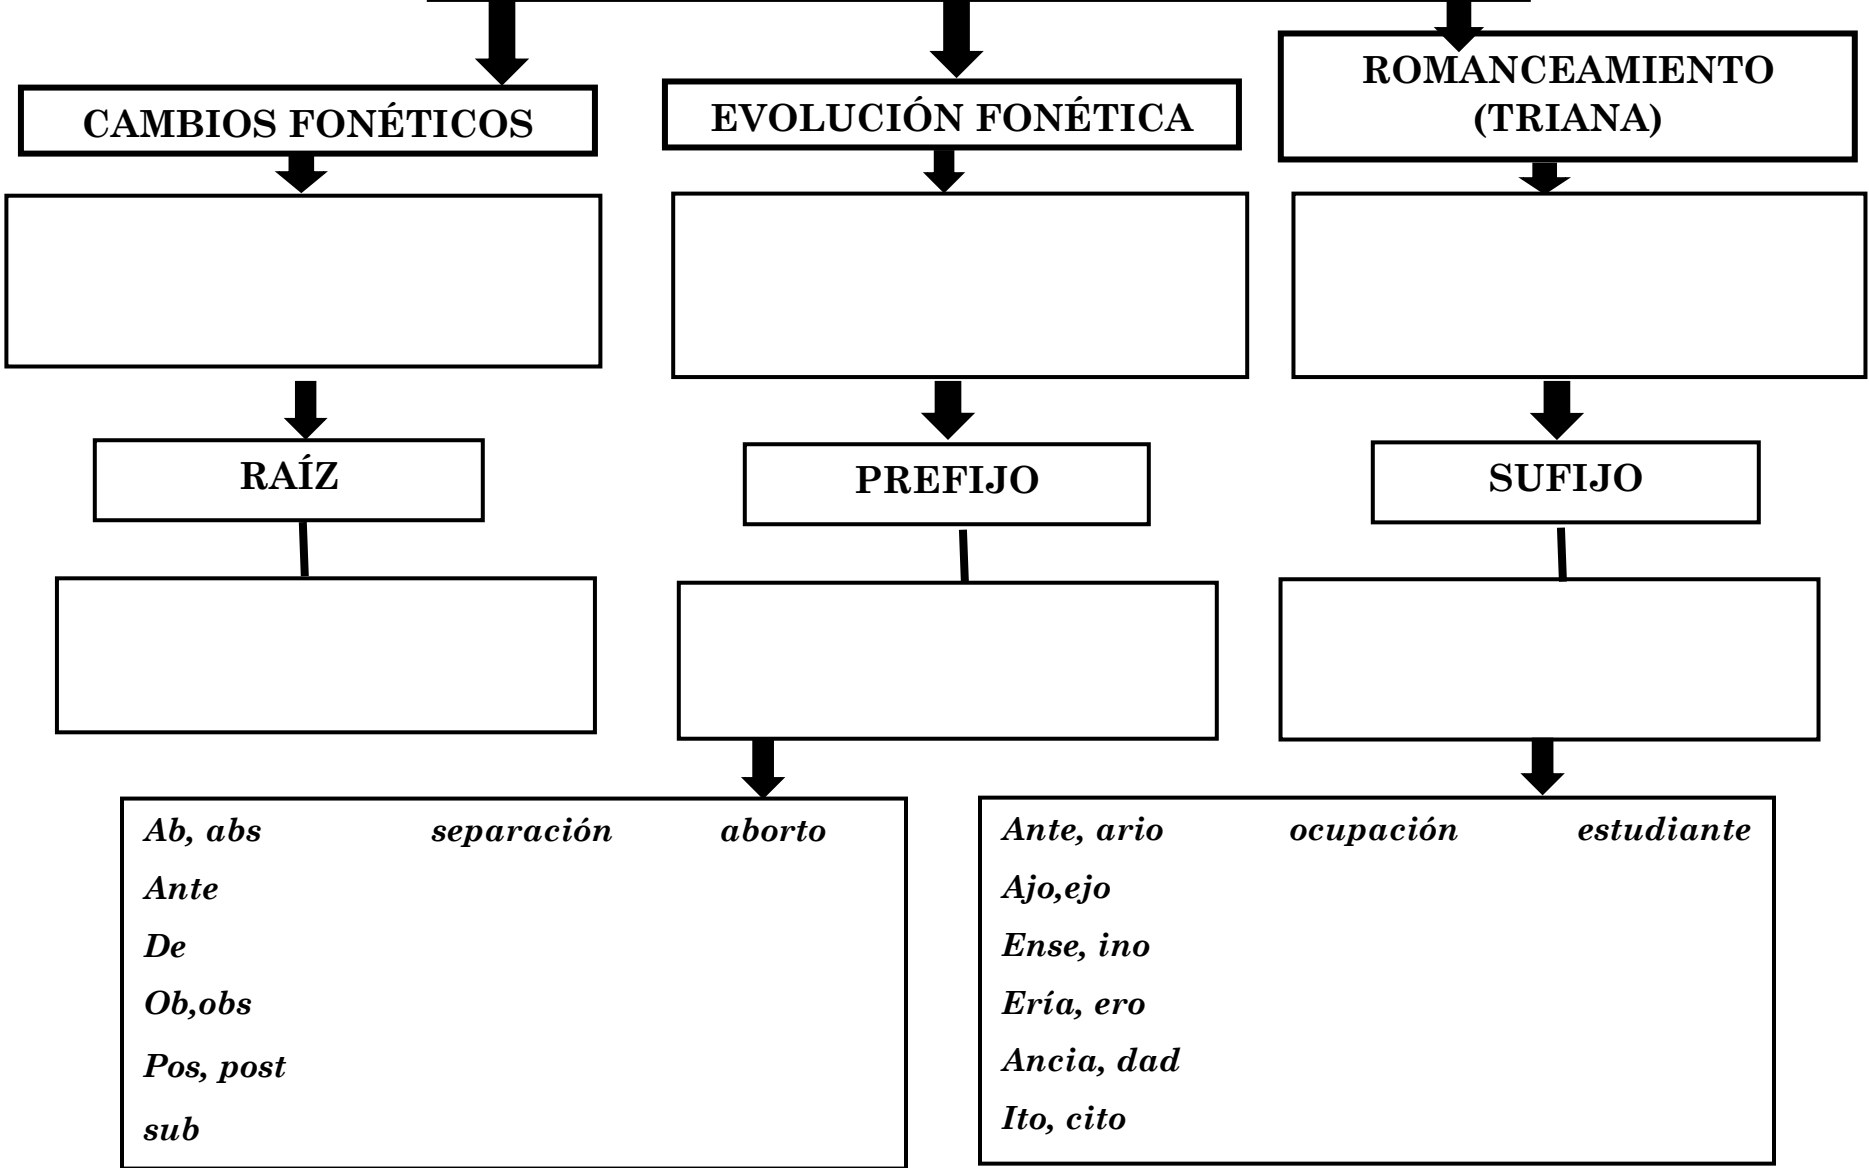 CAMBIOS FONÉTICOS
EVOLUCIÓN FONÉTICA
ROMANCEAMIENTO
(TRIANA)
RAÍZ
PREFIJO
SUFIJO
Ab, abs separación aborto
Ante
De
Ob,obs
Pos, post
sub
Ante, ario ocupación estudiante
Ajo,ejo
Ense, ino
Ería, ero
Ancia, dad
Ito, cito